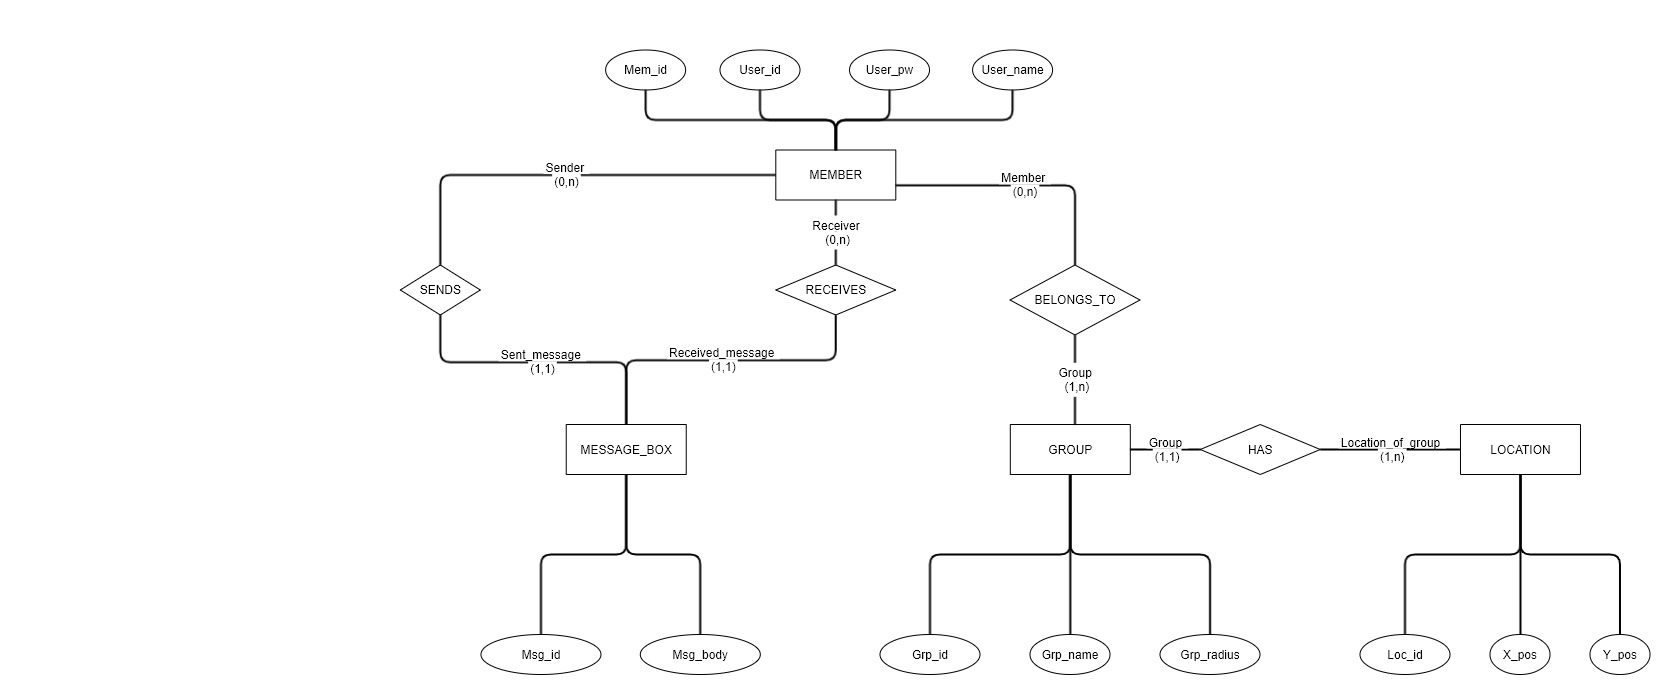 Mem_id
User_id
User_pw
User_name
MEMBER
Sender
(0,n)
Member
(0,n)
Receiver
(0,n)
SENDS
RECEIVES
BELONGS_TO
Sent_message
(1,1)
Received_message
(1,1)
Group
(1,n)
MESSAGE_BOX
GROUP
Group
(1,1)
HAS
Location_of_group
(1,n)
LOCATION
Msg_id
Msg_body
Grp_id
Grp_name
Grp_radius
Loc_id
X_pos
Y_pos